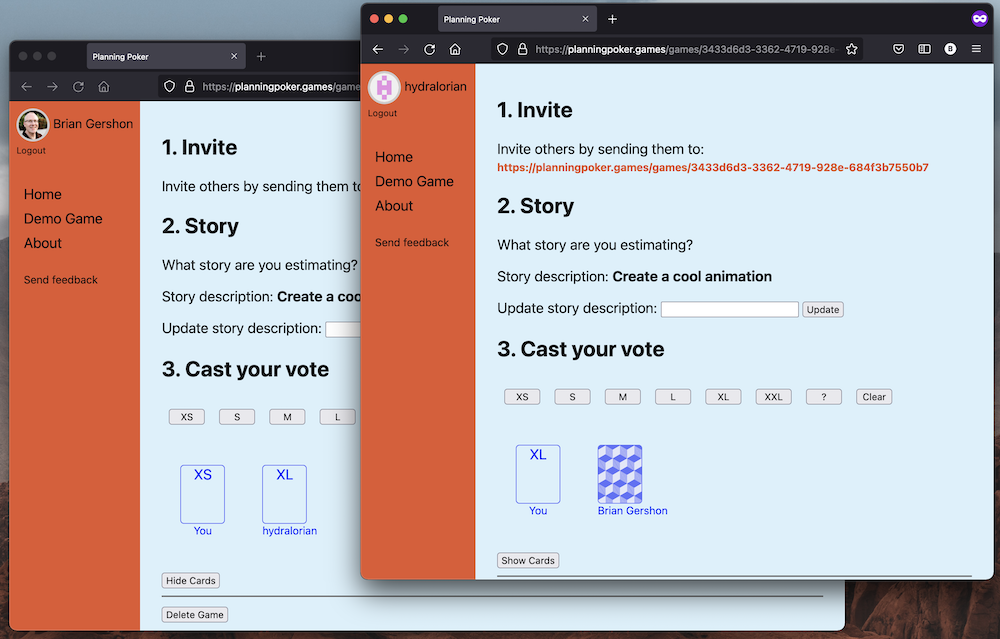 Planning Poker
https://planningpoker.games/game
Brian Gershon
Logout
Home
Demo Game
About
Send feedback
1. Invite
Invite others by sending them to
2. Story
What story are you estimating?
Story description: Create a coo
Update story description:
3. Cast your vote
XS S M L
XS XL
You hydralorian
Hide Cards
Delete Game
Planning Poker
https://planningpoker.games/games/3433d6d3-3362-4719-928e-
B
hydralorian
Logout
Home
Demo Game
About
Send feedback
1. Invite
Invite others by sending them to:
https://planningpoker.games/games/3433d6d3-3362-4719-928e-684f3b7550b7
2. Story
What story are you estimating?
Story description: Create a cool animation
Update story description: Update
3. Cast your vote
XS S M L XL XXL ? Clear
XL
You Brian Gershon
Show Cards